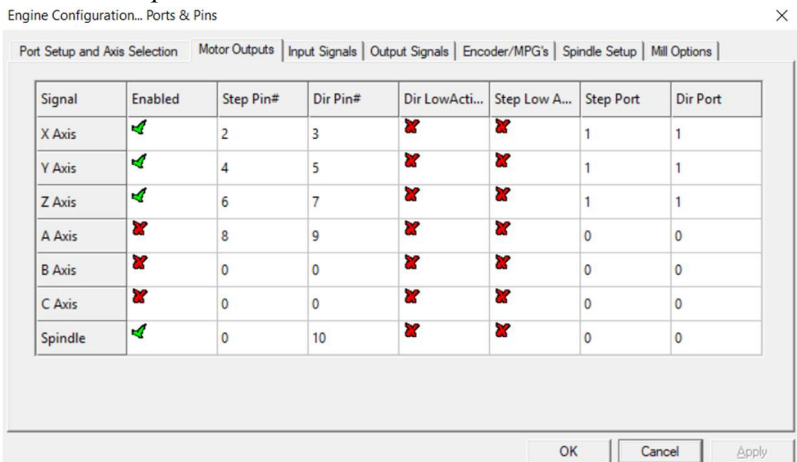 Engine Configuration... Ports & Pins
Port Setup and Axis Selection Motor Outputs Input Signals Output Signals Encoder/MPG's Spindle Setup Mill Options
Signal Enabled Step Pin# Dir Pin# Dir LowActi... Step Low A... Step Port Dir Port
X Axis 2 3 1 1
Y Axis 4 5 1 1
Z Axis 6 7 1 1
A Axis 8 9 0 0
B Axis 0 0 0 0
C Axis 0 0 0 0
Spindle 0 10 0 0
OK Cancel Apply